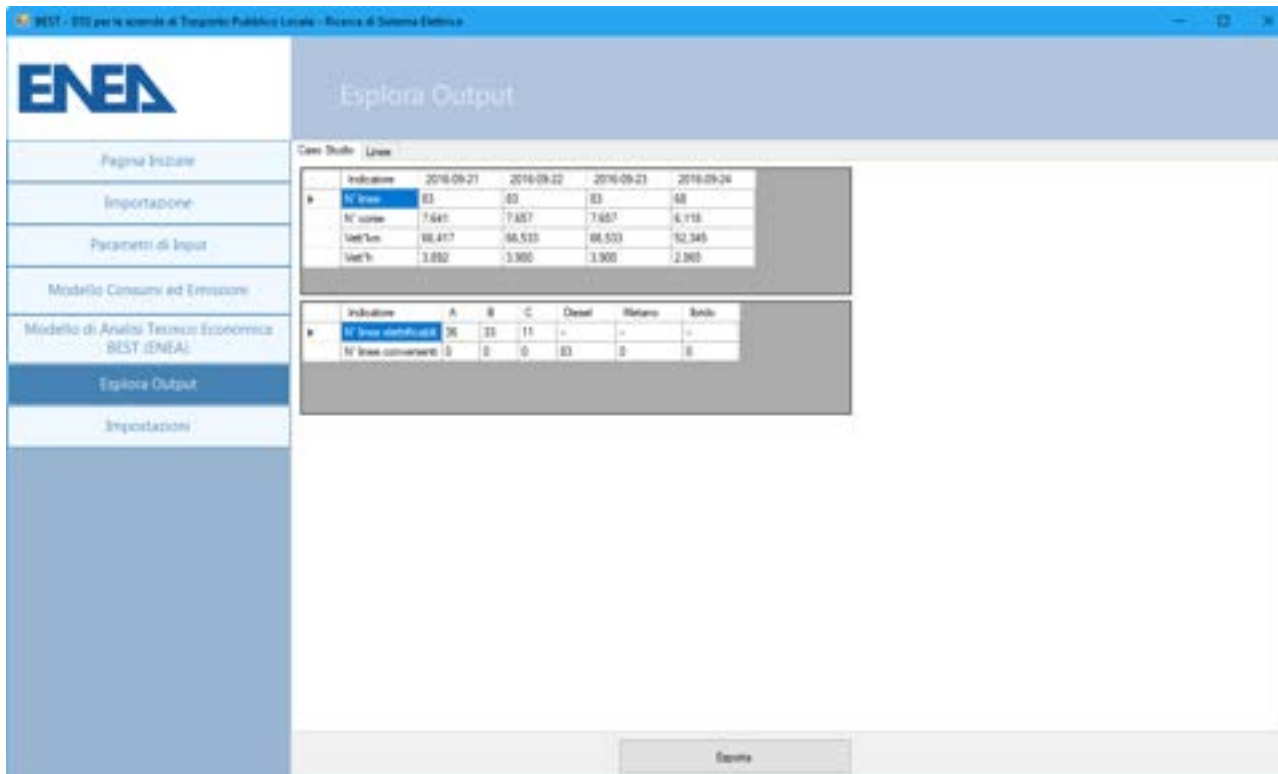 BEST - DSS per le aziende di Trasporto Pubblico Locale - Ricerca di Sistema Elettrico
ENEA
Esplora Output
Pagina Iniziale
Importazione
Parametri di Input
Modello Consumi ed Emissioni
Modello di Analisi Tecnico Economica
BEST (ENEA)
Esplora Output
Impostazioni
Caso Studio Linee
Indicatore 2016-09-21 2016-09-22 2016-09-23 2016-09-24
N° linee 83 83 83 68
N° corse 7.641 7.657 7.657 6.118
Vett*km 66.417 66.533 66.533 52.345
Vett*h 3.892 3.900 3.900
Indicatore A B C Diesel Metano Ibrido
N° linee elettrificabili 36 33 11 - - -
N° linee convenienti 0 0 0 83 0 0
Esporta